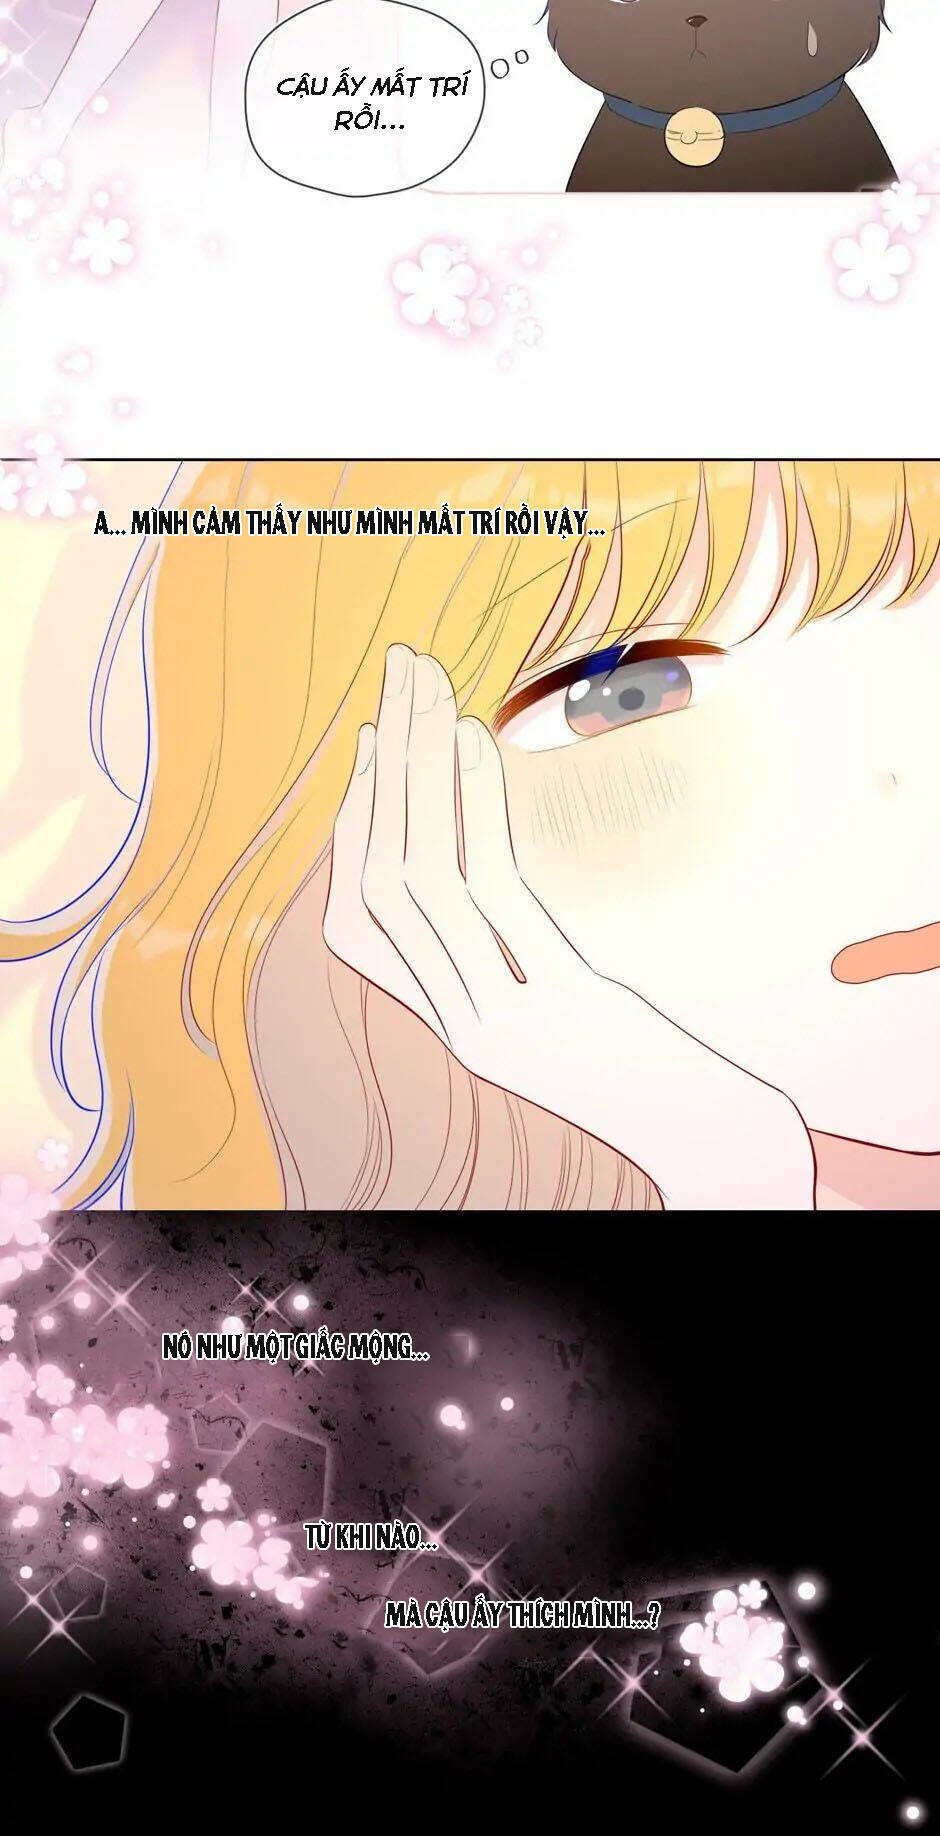 CẬU ẤY MẤT TRÍ
RỒI...
A... MÌNH CẢM THẤY NHƯ MÌNH MẤT TRÍ RỒI VẬY...
NÓ NHƯ MỘT GIẤC MỘNG...
TỪ KHI NÀO...
MÀ CẬU ẤY THÍCH MÌNH...?